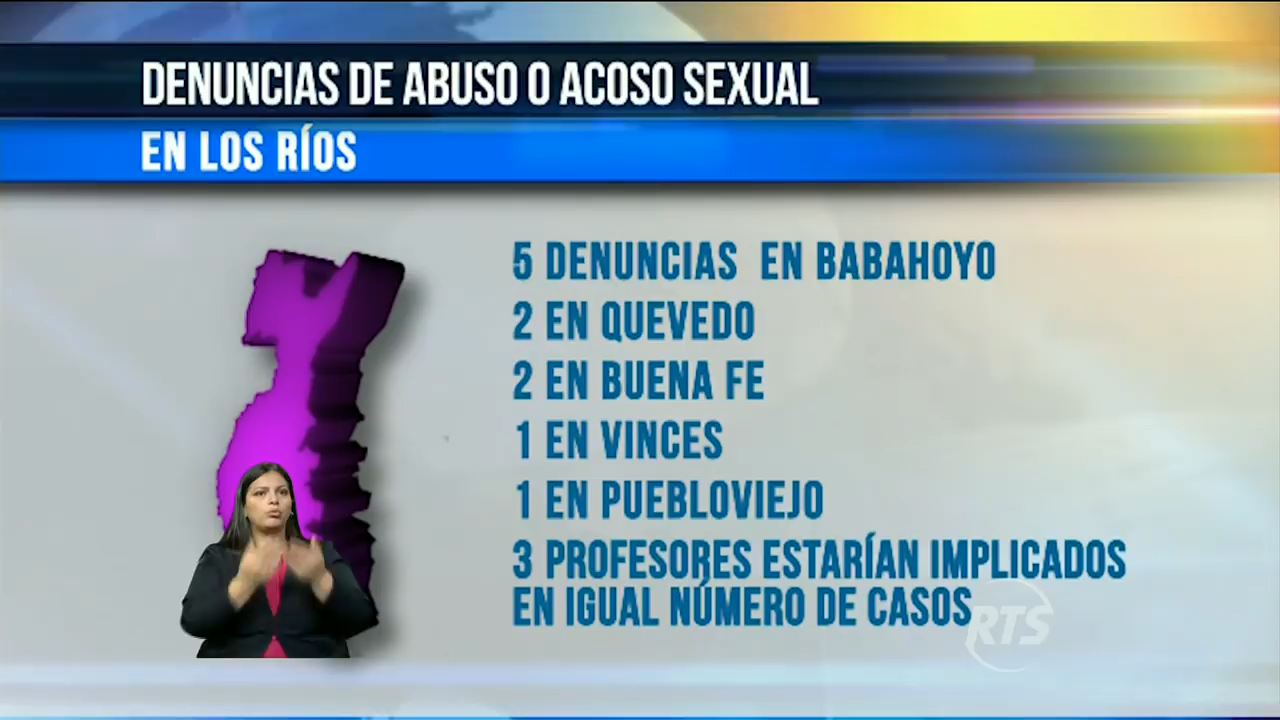 DENUNCIAS DE ABUSO O ACOSO SEXUAL
EN LOS RÍOS
5 DENUNCIAS EN BABAHOYO
2 EN QUEVEDO
2 EN BUENA FE
1 EN VINCES
1 EN PUEBLOVIEJO
3 PROFESORES ESTARÍAN IMPLICADOS
EN IGUAL NÚMERO DE CASOS
RTS